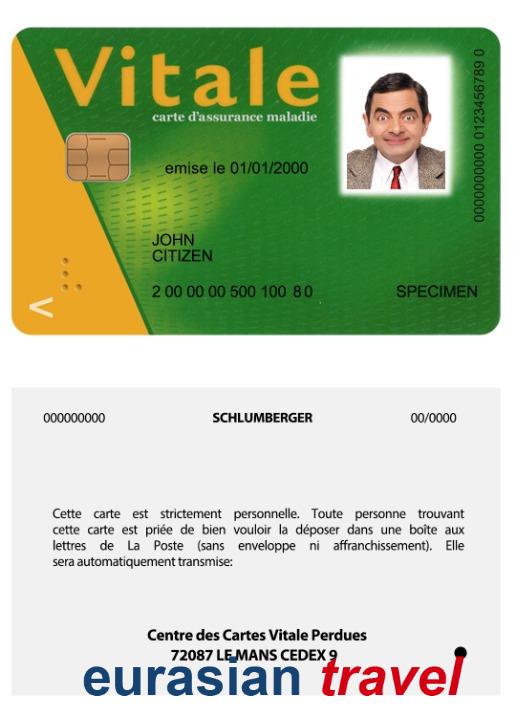 Vitale
carte d'assurance maladie
0000000000 0123456789 0
emise le 01/01/2000
JOHN
CITIZEN
2 00 00 00 500 100 80
SPECIMEN
000000000 SCHLUMBERGER 00/0000
Cette carte est strictement personnelle. Toute personne trouvant
cette carte est priée de bien vouloir la déposer dans une boîte aux
lettres de La Poste (sans enveloppe ni affranchissement). Elle
sera automatiquement transmise:
Centre des Cartes Vitale Perdues
72087 LE MANS CEDEX 9
eurasian travel